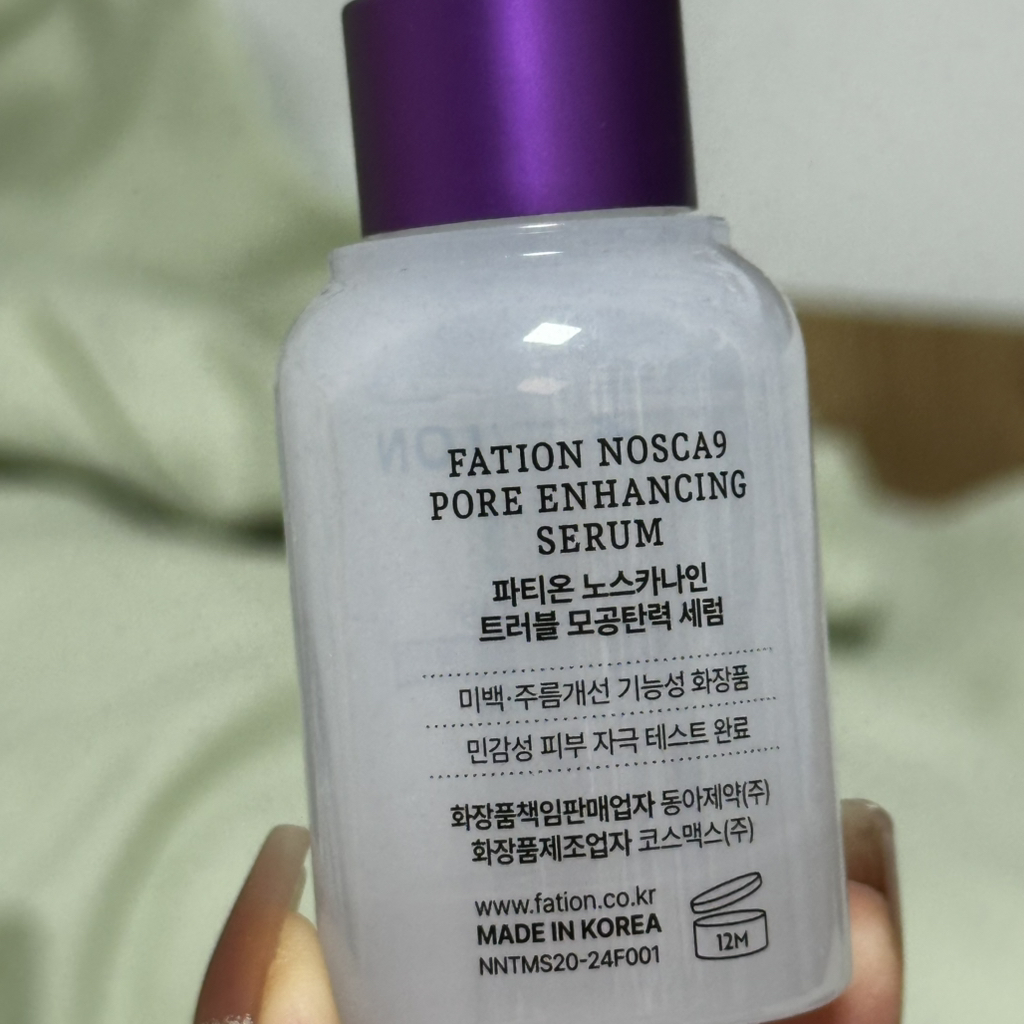 FATION NOSCA9
PORE ENHANCING
SERUM
파티온 노스카나인
트러블 모공탄력 세럼
미백·주름개선 기능성 화장품
민감성 피부 자극 테스트 완료
화장품책임판매업자 동아제약(주)
화장품제조업자 코스맥스(주)
www.fation.co.kr
MADE IN KOREA
NNTMS20-24F001
12M